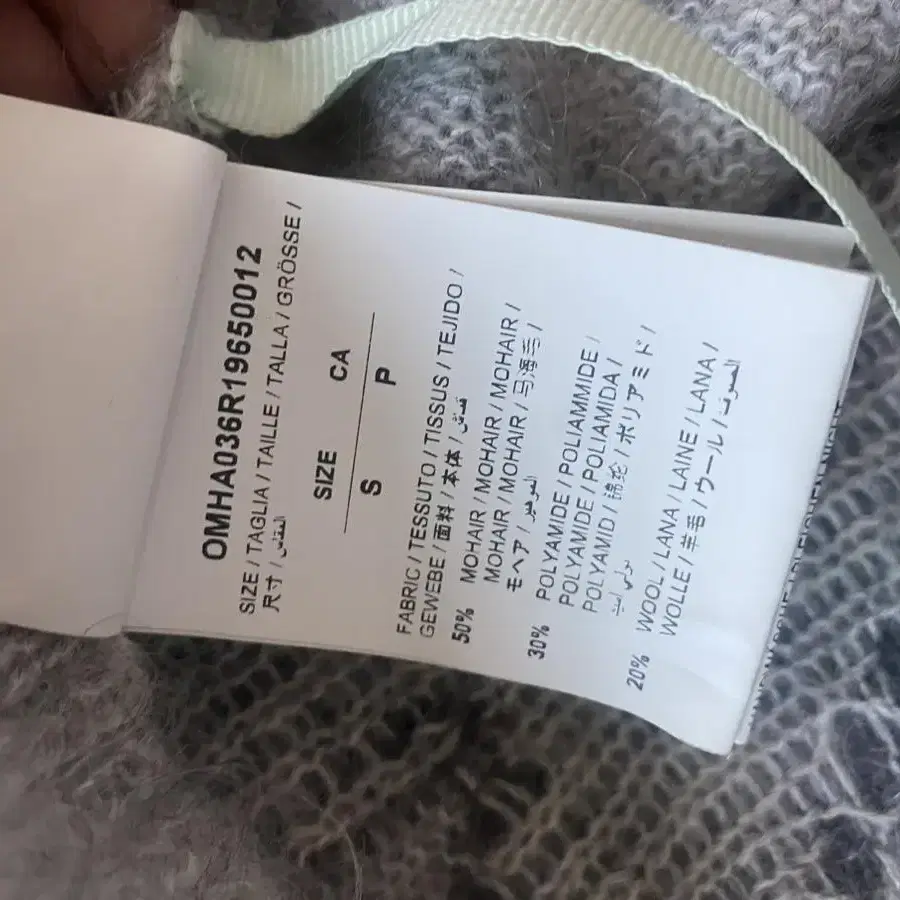 OMHA036R19650012
SIZE / TAGLIA / TAILLE / TALLA / GRÖSSE /
尺寸 / المقاس /
SIZE CA
S P
FABRIC / TESSUTO / TISSUS / TEJIDO /
GEWEBE / 面料 / 本体 / قماش /
50% MOHAIR / MOHAIR / MOHAIR /
MOHAIR / MOHAIR / 马海毛 /
モヘア / الموهير
30% POLYAMIDE / POLIAMMIDE /
POLYAMIDE / POLIAMIDA /
POLYAMID / 锦纶 / ポリアミド /
بولي اميد
20% WOOL / LANA / LAINE / LANA /
WOLLE / 羊毛 / ウール / الصوف